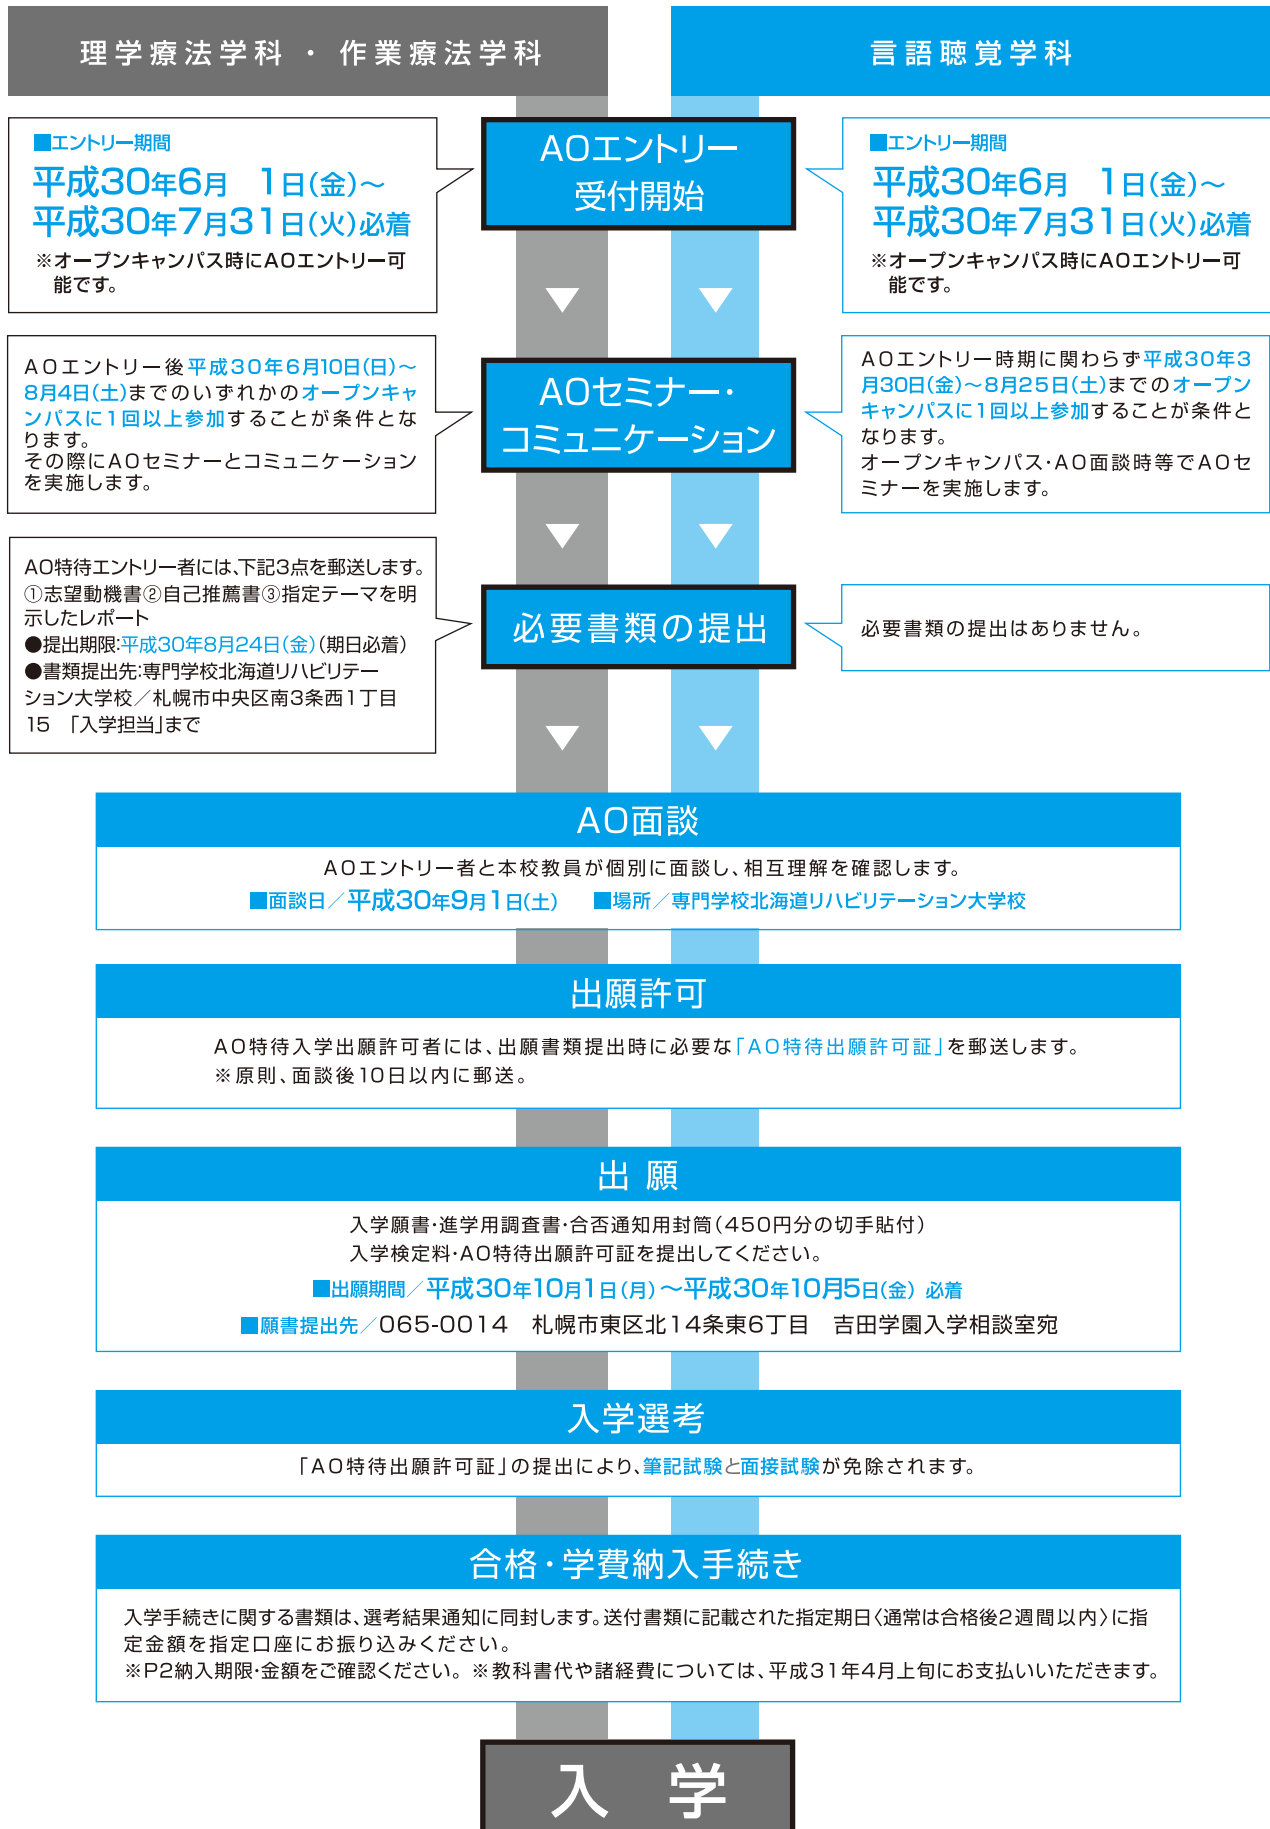 理学療法学科 ・ 作業療法学科
言語聴覚学科
■エントリー期間
平成30年6月　1日(金)～
平成30年7月31日(火)必着
※オープンキャンパス時にAOエントリー可
能です。
AOエントリー
受付開始
■エントリー期間
平成30年6月　1日(金)～
平成30年7月31日(火)必着
※オープンキャンパス時にAOエントリー可
能です。
AOエントリー後平成30年6月10日(日)～
8月4日(土)までのいずれかのオープンキャ
ンパスに1回以上参加することが条件とな
ります。
その際にAOセミナーとコミュニケーション
を実施します。
AOセミナー・
コミュニケーション
AOエントリー時期に関わらず平成30年3
月30日(金)～8月25日(土)までのオープン
キャンパスに1回以上参加することが条件と
なります。
オープンキャンパス・AO面談時等でAOセ
ミナーを実施します。
AO特待エントリー者には、下記3点を郵送します。
①志望動機書②自己推薦書③指定テーマを明
示したレポート
●提出期限:平成30年8月24日(金)(期日必着)
●書類提出先:専門学校北海道リハビリテー
ション大学校／札幌市中央区南3条西1丁目
15　「入学担当」まで
必要書類の提出
必要書類の提出はありません。
AO面談
AOエントリー者と本校教員が個別に面談し、相互理解を確認します。
■面談日／平成30年9月1日(土)　■場所／専門学校北海道リハビリテーション大学校
出願許可
AO特待入学出願許可者には、出願書類提出時に必要な「AO特待出願許可証」を郵送します。
※原則、面談後10日以内に郵送。
出 願
入学願書・進学用調査書・合否通知用封筒(450円分の切手貼付)
入学検定料・AO特待出願許可証を提出してください。
■出願期間／平成30年10月1日(月)～平成30年10月5日(金) 必着
■願書提出先／065-0014　札幌市東区北14条東6丁目　吉田学園入学相談室宛
入学選考
「AO特待出願許可証」の提出により、筆記試験と面接試験が免除されます。
合格・学費納入手続き
入学手続きに関する書類は、選考結果通知に同封します。送付書類に記載された指定期日〈通常は合格後2週間以内〉に指
定金額を指定口座にお振り込みください。
※P2納入期限・金額をご確認ください。※教科書代や諸経費については、平成31年4月上旬にお支払いいただきます。
入　学